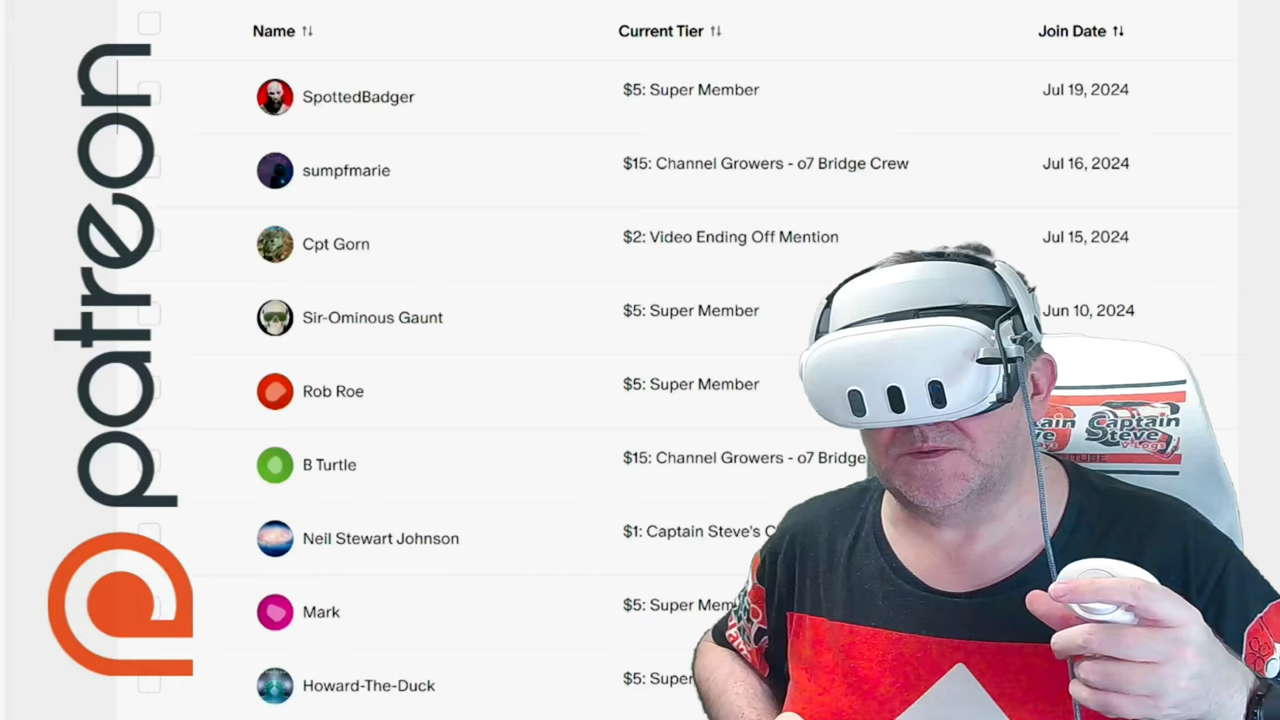 patreon
Name Current Tier Join Date
SpottedBadger $5: Super Member Jul 19, 2024
sumpfmarie $15: Channel Growers - o7 Bridge Crew Jul 16, 2024
Cpt Gorn $2: Video Ending Off Mention Jul 15, 2024
Sir-Ominous Gaunt $5: Super Member Jun 10, 2024
Rob Roe $5: Super Member
B Turtle $15: Channel Growers - o7 Bridge
Neil Stewart Johnson $1: Captain Steve's
Mark $5: Super
Howard-The-Duck $5: Super
Captain
Steve